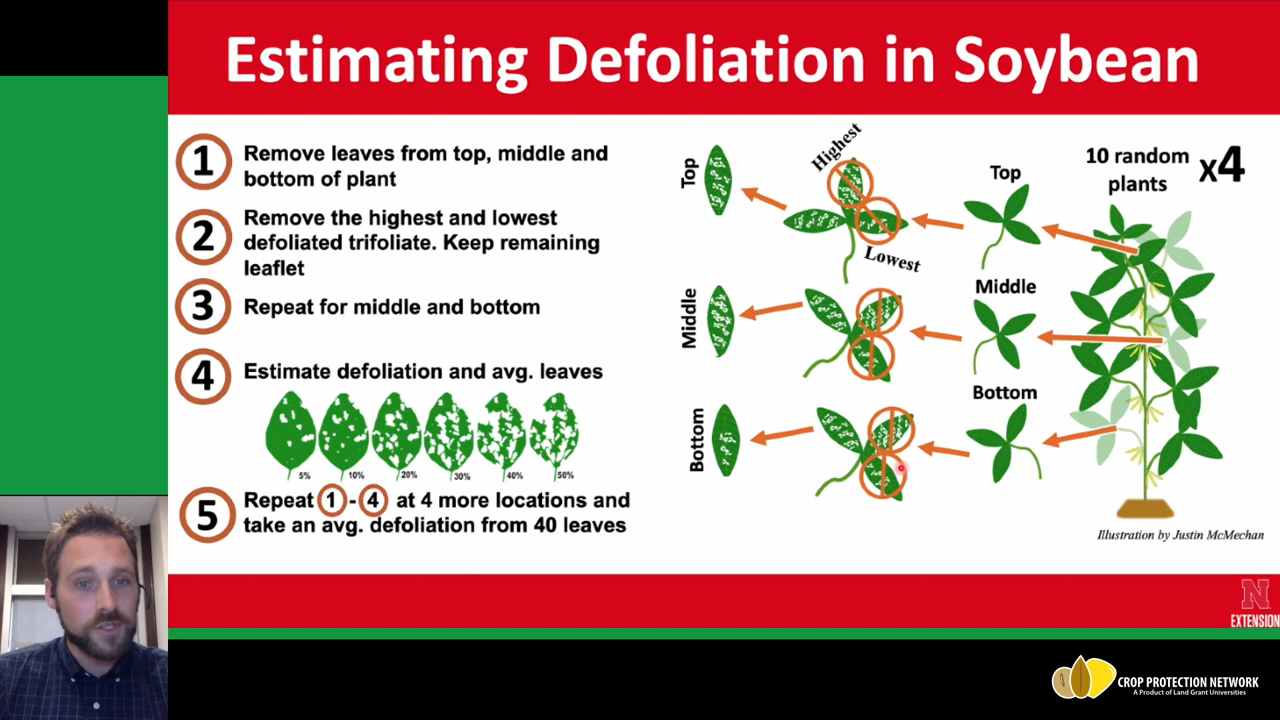 Estimating Defoliation in Soybean
1
Remove leaves from top, middle and
bottom of plant
2
Remove the highest and lowest
defoliated trifoliate. Keep remaining
leaflet
3
Repeat for middle and bottom
4
Estimate defoliation and avg. leaves
5%
10%
20%
30%
40%
50%
5
Repeat 1 - 4 at 4 more locations and
take an avg. defoliation from 40 leaves
Top
Highest
Lowest
Top
10 random
plants
x4
Middle
Middle
Bottom
Bottom
Illustration by Justin McMechan
N
EXTENSION
CROP PROTECTION NETWORK
A Product of Land Grant Universities